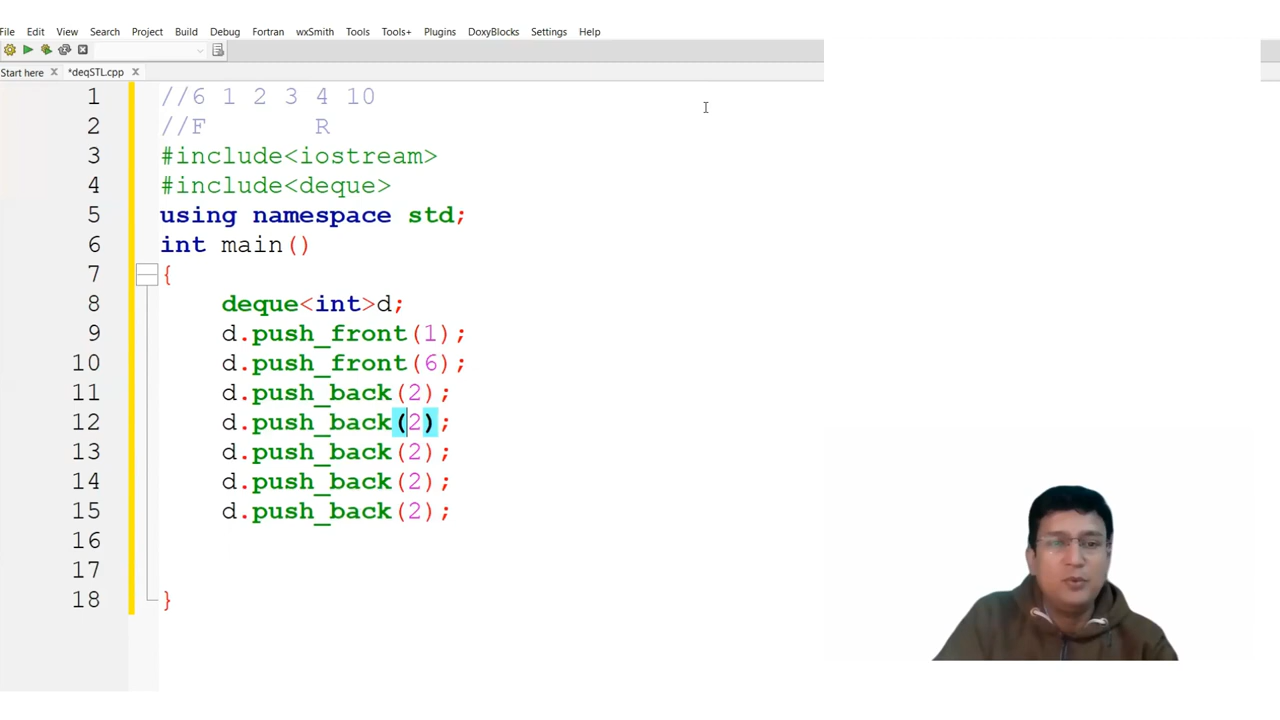 File Edit View Search Project Build Debug Fortran wxSmith Tools Tools+ Plugins DoxyBlocks Settings Help
Start here *deqSTL.cpp
1 //6 1 2 3 4 10
2 //F R
3 #include<iostream>
4 #include<deque>
5 using namespace std;
6 int main()
7 {
8 deque<int>d;
9 d.push_front(1);
10 d.push_front(6);
11 d.push_back(2);
12 d.push_back(2);
13 d.push_back(2);
14 d.push_back(2);
15 d.push_back(2);
16
17
18 }